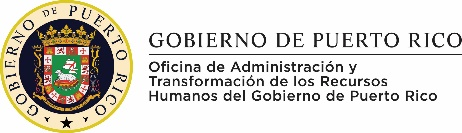 GOBIERNO DE PUERTO RICO
GOBIERNO DE PUERTO RICO
Oficina de Administración y
Transformación de los Recursos
Humanos del Gobierno de Puerto Rico